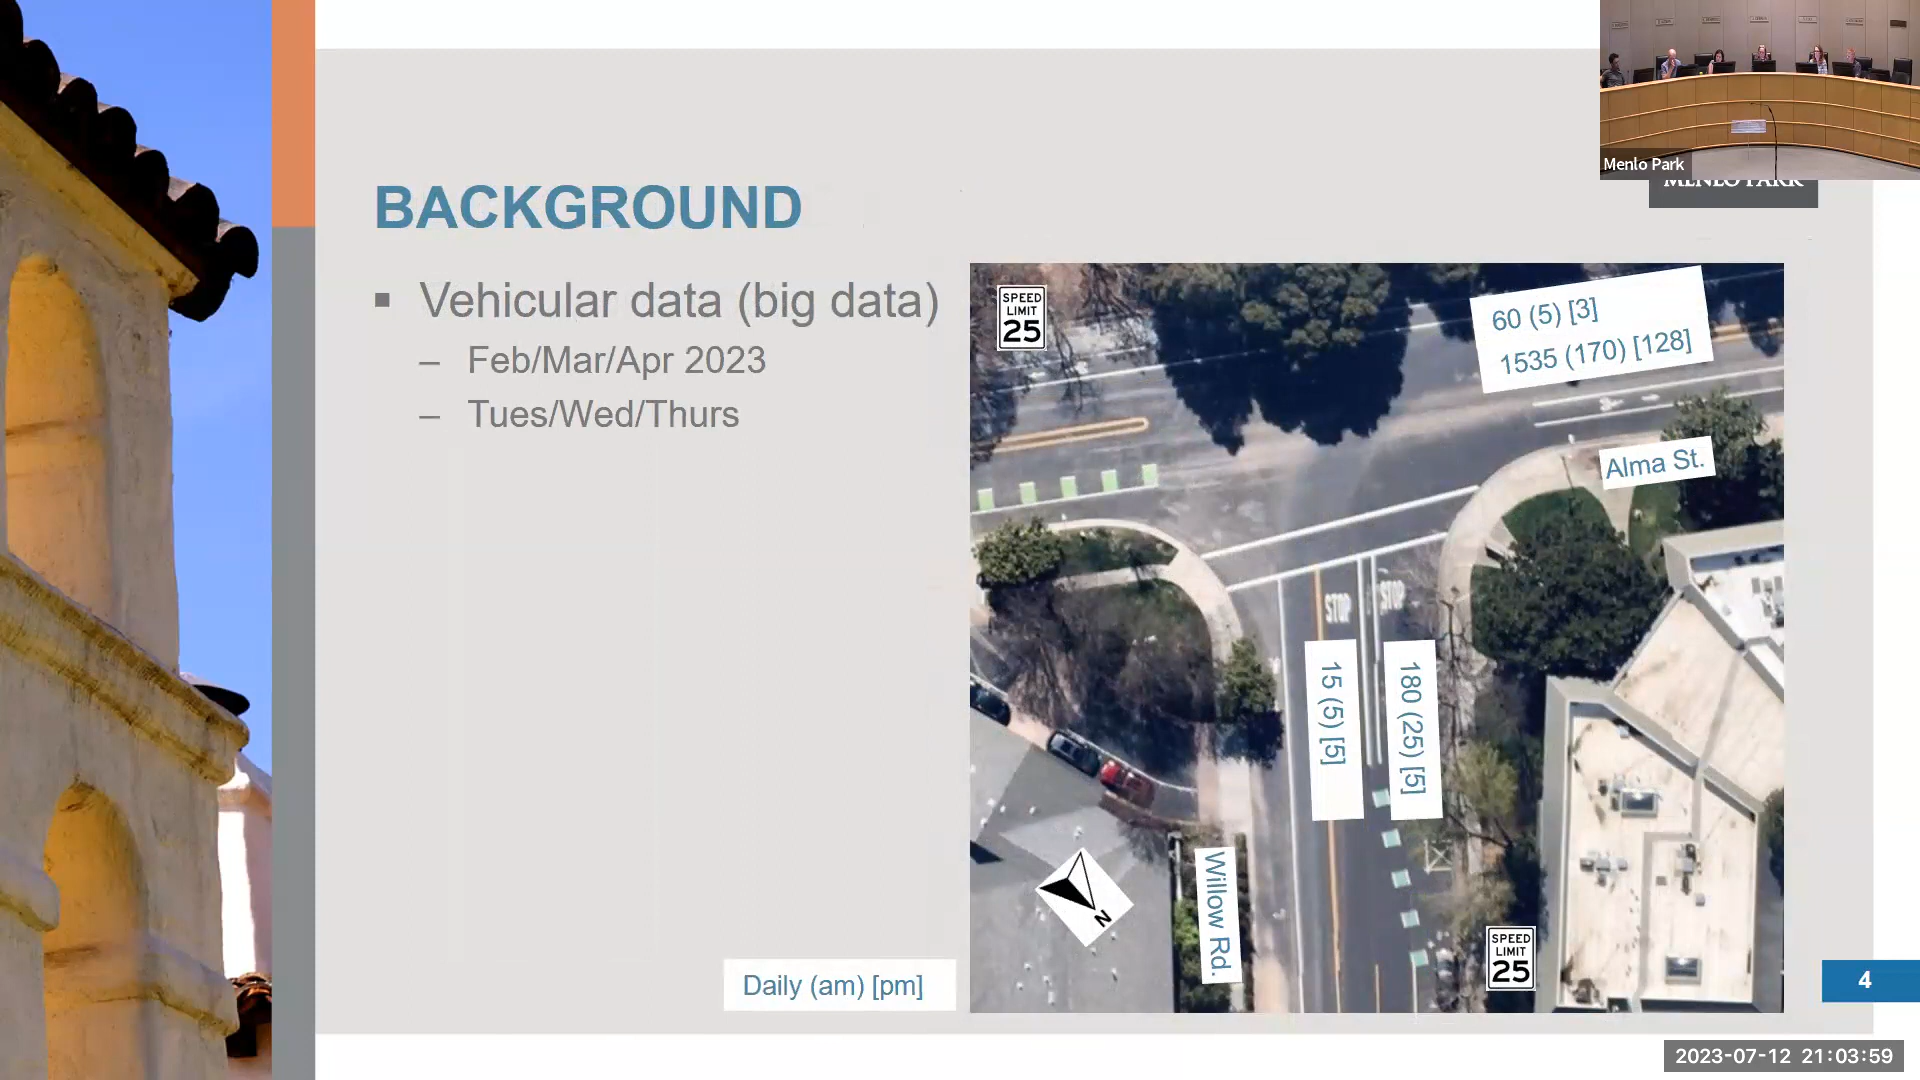 Menlo Park
MENLO PARK
BACKGROUND
Vehicular data (big data)
– Feb/Mar/Apr 2023
– Tues/Wed/Thurs
SPEED
LIMIT
25
60 (5) [3]
1535 (170) [128]
Alma St.
STOP
STOP
15 (5) [5]
180 (25) [5]
Willow Rd.
N
SPEED
LIMIT
25
Daily (am) [pm]
4
2023-07-12 21:03:59